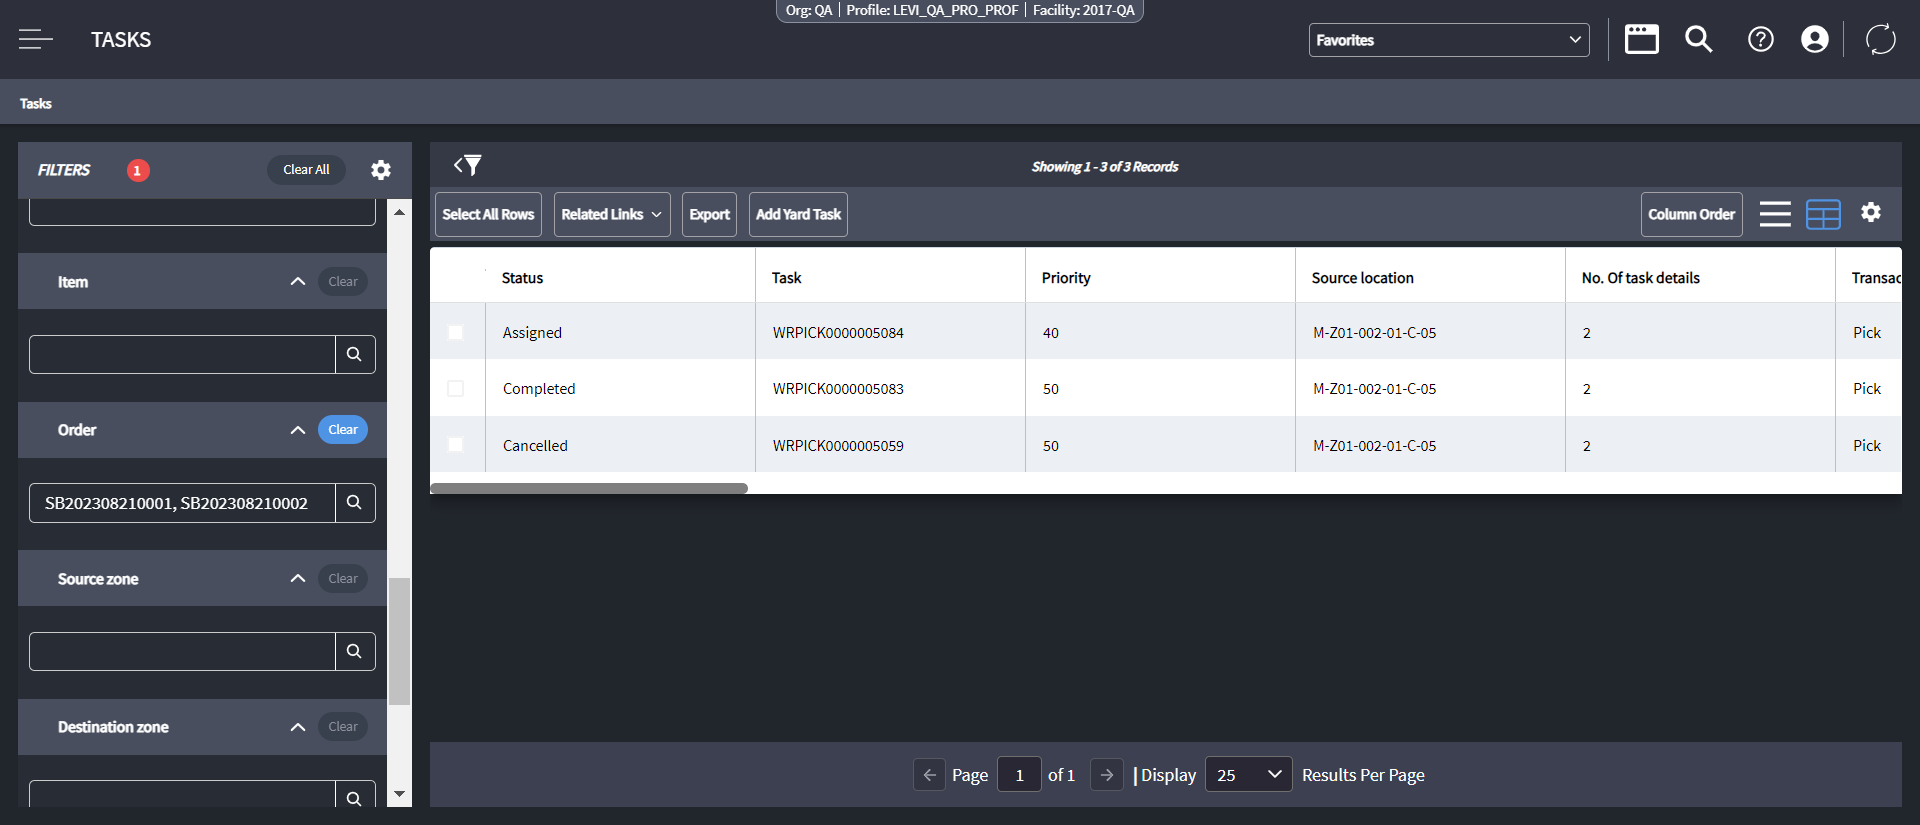 Org: QA | Profile: LEVI_QA_PRO_PROF | Facility: 2017-QA
TASKS
Favorites
Tasks
FILTERS 1 Clear All
Showing 1 - 3 of 3 Records
Select All Rows Related Links Export Add Yard Task Column Order
Item Clear
Order Clear
SB202308210001, SB202308210002
Source zone Clear
Destination zone Clear
Status Task Priority Source location No. Of task details Transac
Assigned WRPICK0000005084 40 M-Z01-002-01-C-05 2 Pick
Completed WRPICK0000005083 50 M-Z01-002-01-C-05 2 Pick
Cancelled WRPICK0000005059 50 M-Z01-002-01-C-05 2 Pick
Page 1 of 1 | Display 25 Results Per Page